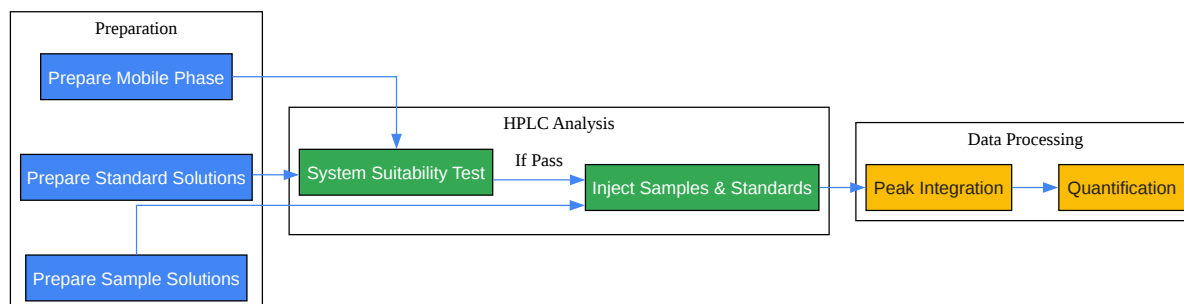 Preparation
Prepare Mobile Phase
Prepare Standard Solutions
Prepare Sample Solutions
HPLC Analysis
System Suitability Test
If Pass
Inject Samples & Standards
Data Processing
Peak Integration
Quantification